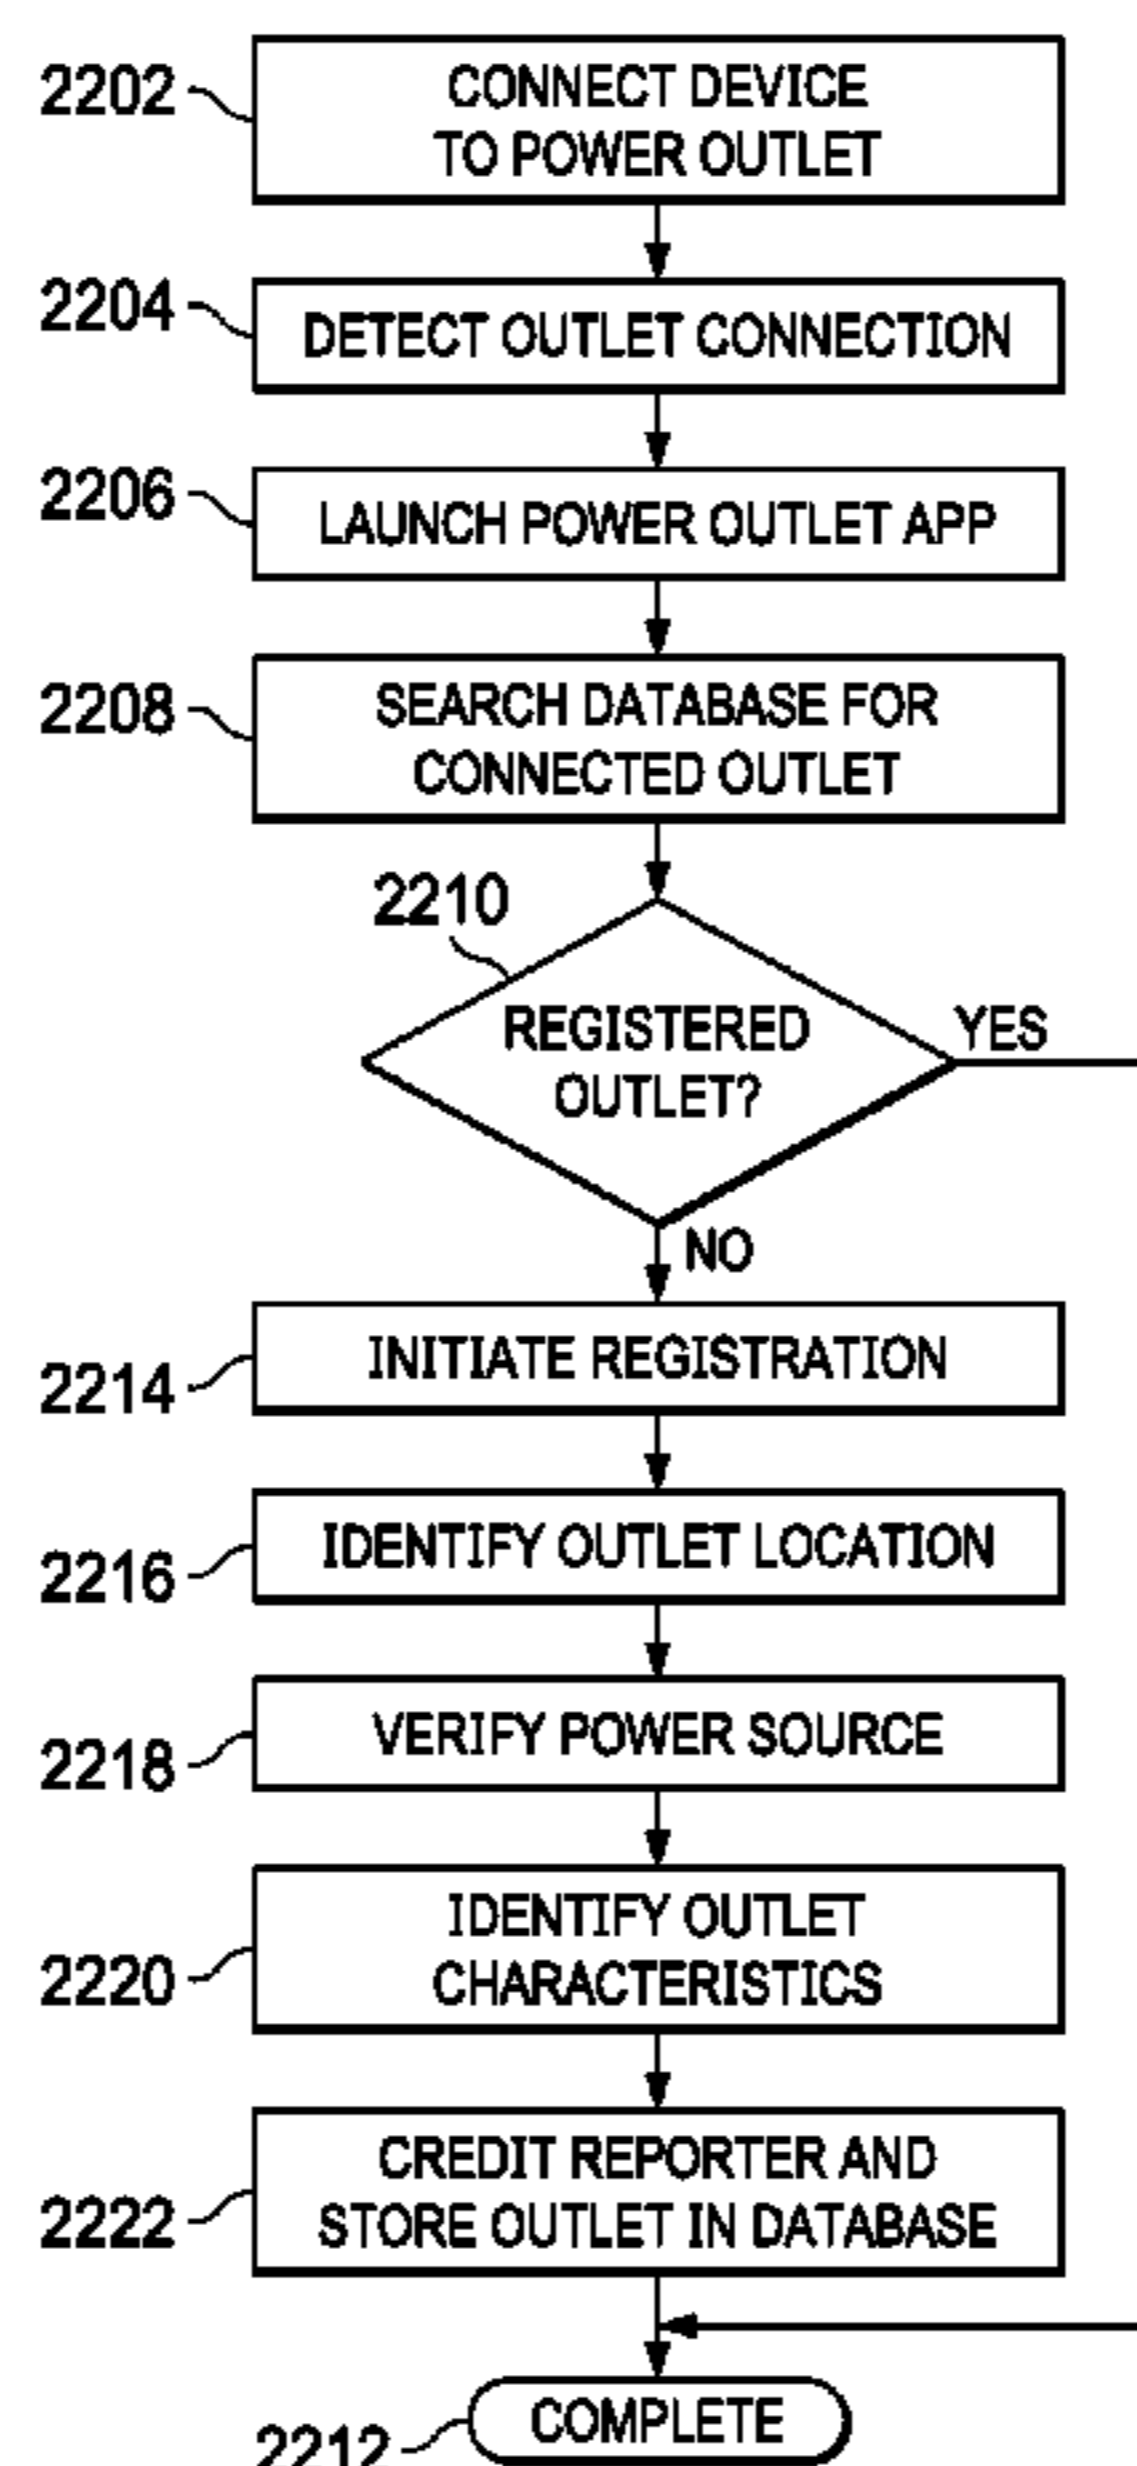 2202
CONNECT DEVICE
TO POWER OUTLET
2204
DETECT OUTLET CONNECTION
2206
LAUNCH POWER OUTLET APP
2208
SEARCH DATABASE FOR
CONNECTED OUTLET
2210
REGISTERED
OUTLET?
YES
NO
2214
INITIATE REGISTRATION
2216
IDENTIFY OUTLET LOCATION
2218
VERIFY POWER SOURCE
2220
IDENTIFY OUTLET
CHARACTERISTICS
2222
CREDIT REPORTER AND
STORE OUTLET IN DATABASE
2212
COMPLETE